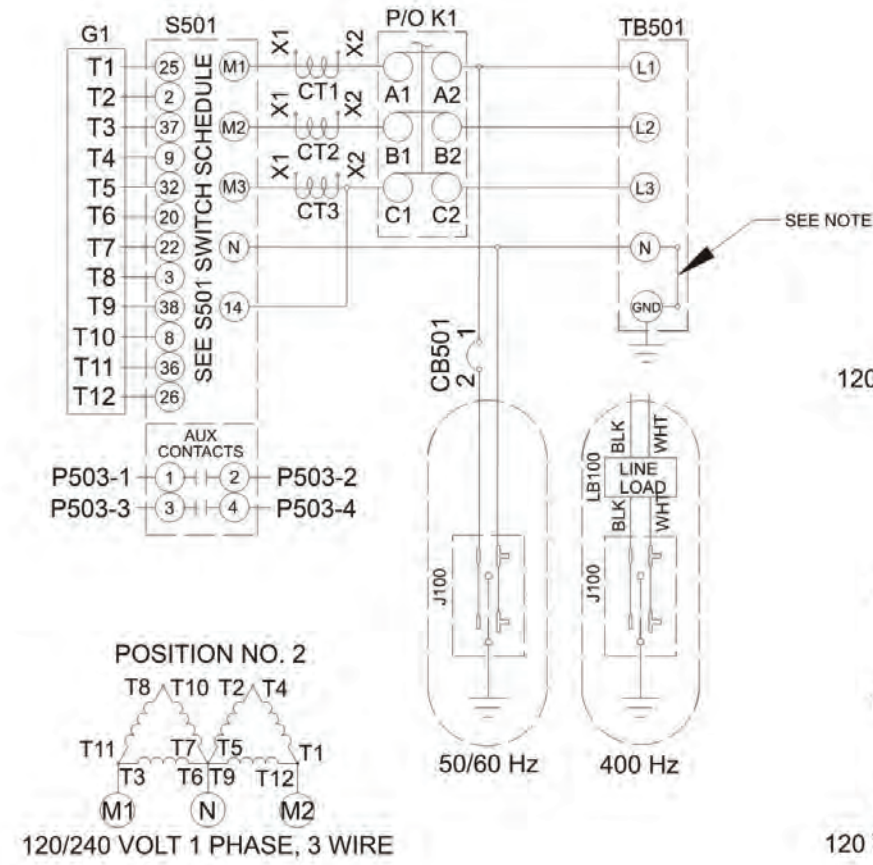 G1
S501
P/O K1
TB501
T1
T2
T3
T4
T5
T6
T7
T8
T9
T10
T11
T12
25
2
37
9
32
20
22
3
38
8
36
26
SEE S501 SWITCH SCHEDULE
M1
M2
M3
N
14
X1 X2
CT1
X1 X2
CT2
X1 X2
CT3
A1 A2
B1 B2
C1 C2
L1
L2
L3
N
GND
SEE NOTE
120
AUX
CONTACTS
P503-1 1 2 P503-2
P503-3 3 4 P503-4
CB501
1
2
J100
50/60 Hz
BLK WHT
LB100
LINE
LOAD
BLK WHT
J100
400 Hz
POSITION NO. 2
T8 T10 T2 T4
T11 T7 T5 T1
T3 T6 T9 T12
M1 N M2
120/240 VOLT 1 PHASE, 3 WIRE
120